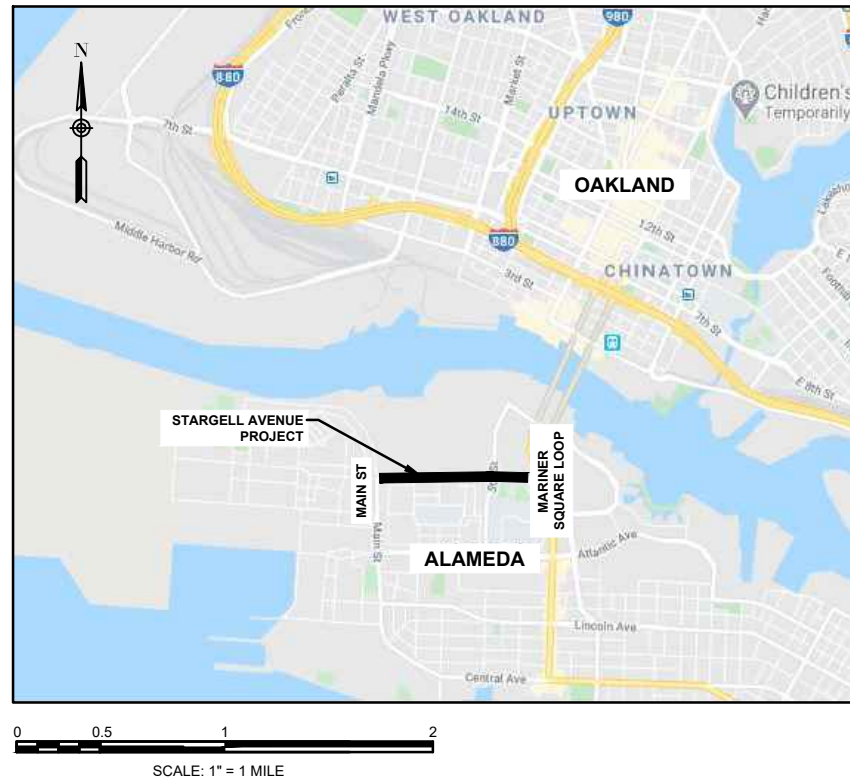 WEST OAKLAND
980
N
880
Peralta St
Mandela Pkwy
Market St
14th St
7th St
UPTOWN
Children's
Temporarily
OAKLAND
Middle Harbor Rd
880
12th St
3rd St
CHINATOWN
7th St
E 8th St
STARGELL AVENUE
PROJECT
MAIN ST
5th St
MARINER
SQUARE LOOP
Main St
ALAMEDA
Atlantic Ave
Lincoln Ave
Central Ave
0 0.5 1 2
SCALE: 1" = 1 MILE